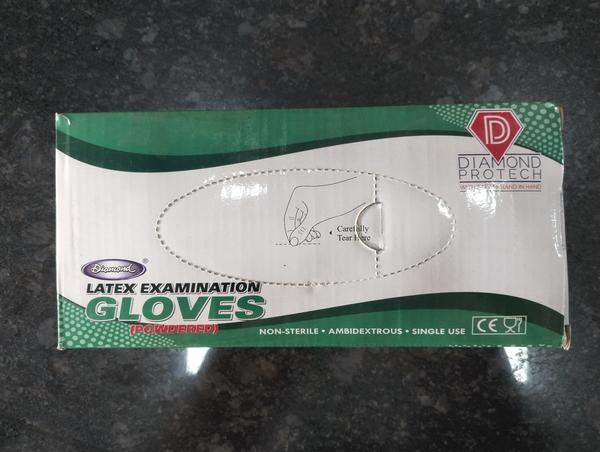 D
DIAMOND
PROTECH
Carefully
Tear Here
Diamond
LATEX EXAMINATION
GLOVES
(POWDERED)
NON-STERILE • AMBIDEXTROUS • SINGLE USE
CE